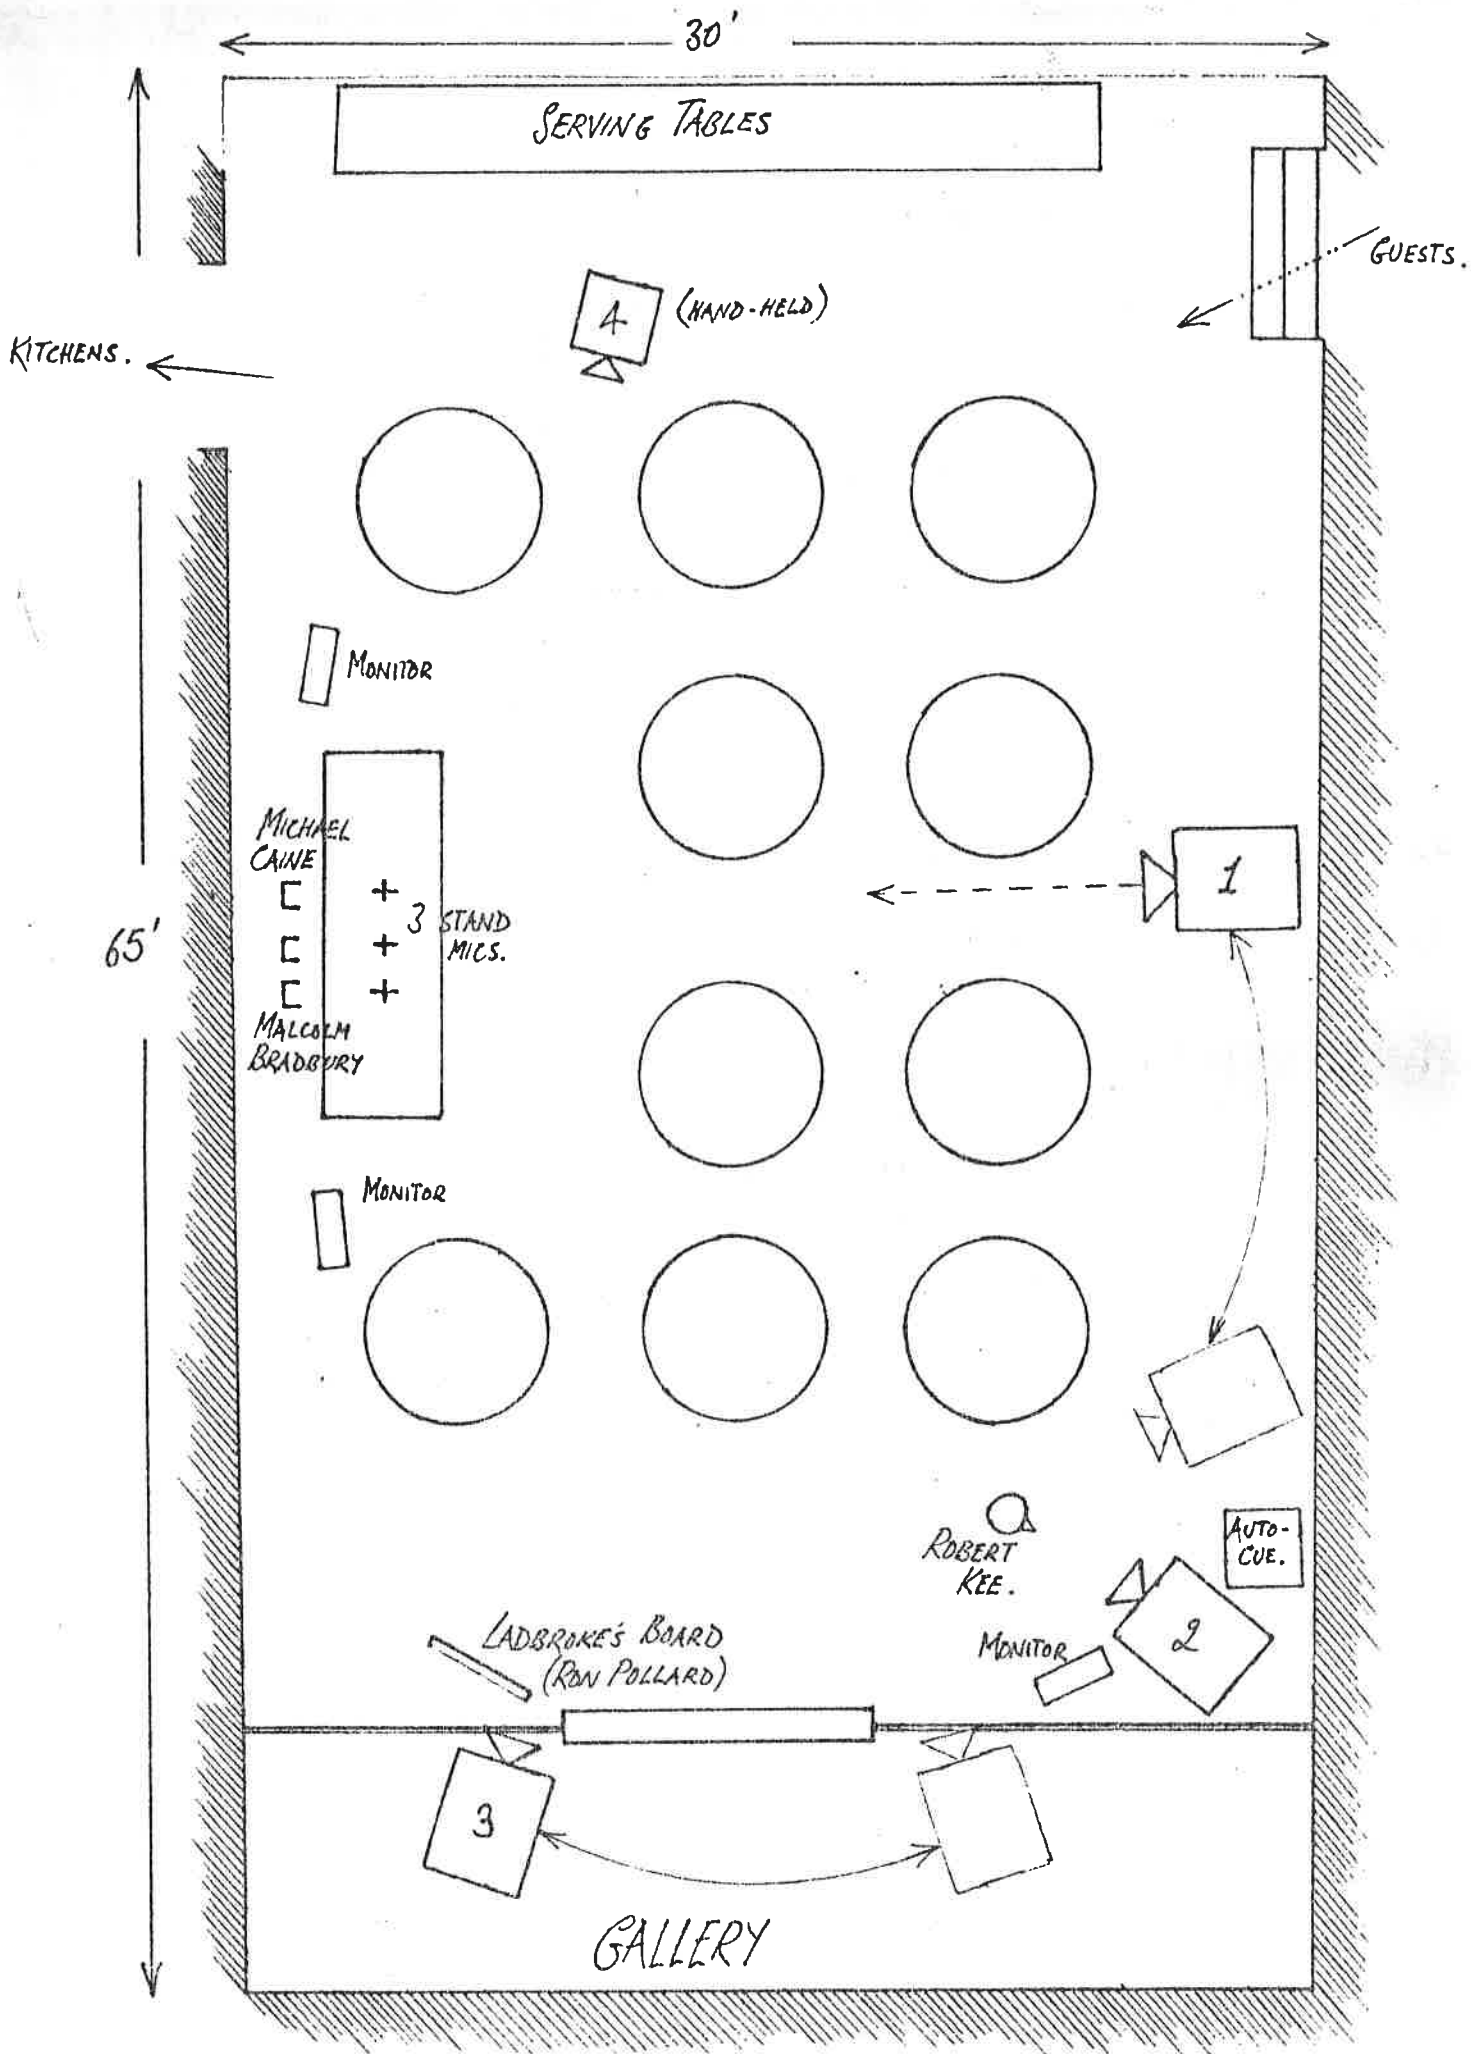 30'
SERVING TABLES
GUESTS.
4
(HAND-HELD)
KITCHENS.
MONITOR
MICHAEL
CAINE
3 STAND
MICS.
1
65'
MALCOLM
BRADBURY
MONITOR
AUTO-
CUE.
ROBERT
KEE.
2
MONITOR
LADBROKE'S BOARD
(RON POLLARD)
3
GALLERY